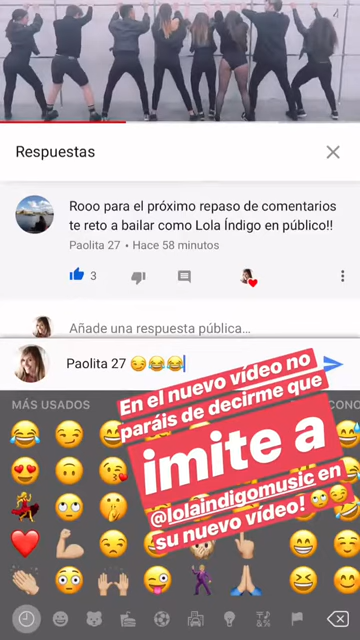 Respuestas
Rooo para el próximo repaso de comentarios
te reto a bailar como Lola Índigo en público!!
Paolita 27 • Hace 58 minutos
3
Añade una respuesta pública...
Paolita 27 😏😂😂
MÁS USADOS
CONO
En el nuevo vídeo no
paráis de decirme que
imite a
@lolaindigomusic en
su nuevo vídeo! 🙄😏